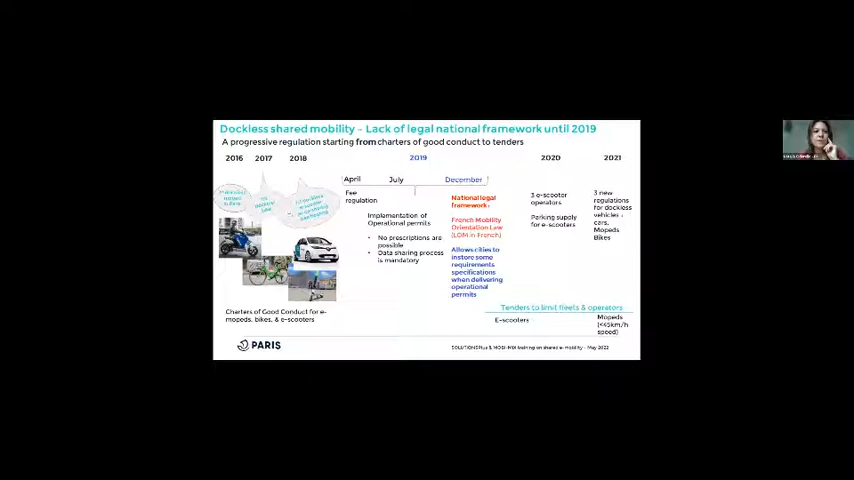 Dockless shared mobility – Lack of legal national framework until 2019
A progressive regulation starting from charters of good conduct to tenders
2016 2017 2018 2019 2020 2021
April July December
Fee
regulation
Implementation of
Operational permits
• No prescriptions are
possible
• Data sharing process
is mandatory
National legal
framework:
French Mobility
Orientation Law
(LOM in French)
Allows cities to
instore some
requirements
specifications
when delivering
operational
permits
3 e-scooter
operators
Parking supply
for e-scooters
3 new
regulations
for dockless
vehicles :
cars,
Mopeds
Bikes
Charters of Good Conduct for e-
mopeds, bikes, & e-scooters
Tenders to limit fleets & operators
E-scooters
Mopeds
(<45km/h
speed)
PARIS
SOLUTIONSplus & MOBI-MIX training on shared e-mobility - May 2022